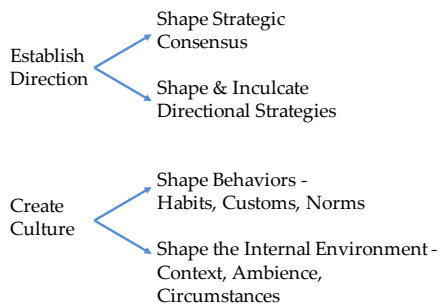 Establish
Direction
Shape Strategic
Consensus
Shape & Inculcate
Directional Strategies
Create
Culture
Shape Behaviors -
Habits, Customs, Norms
Shape the Internal Environment -
Context, Ambience,
Circumstances